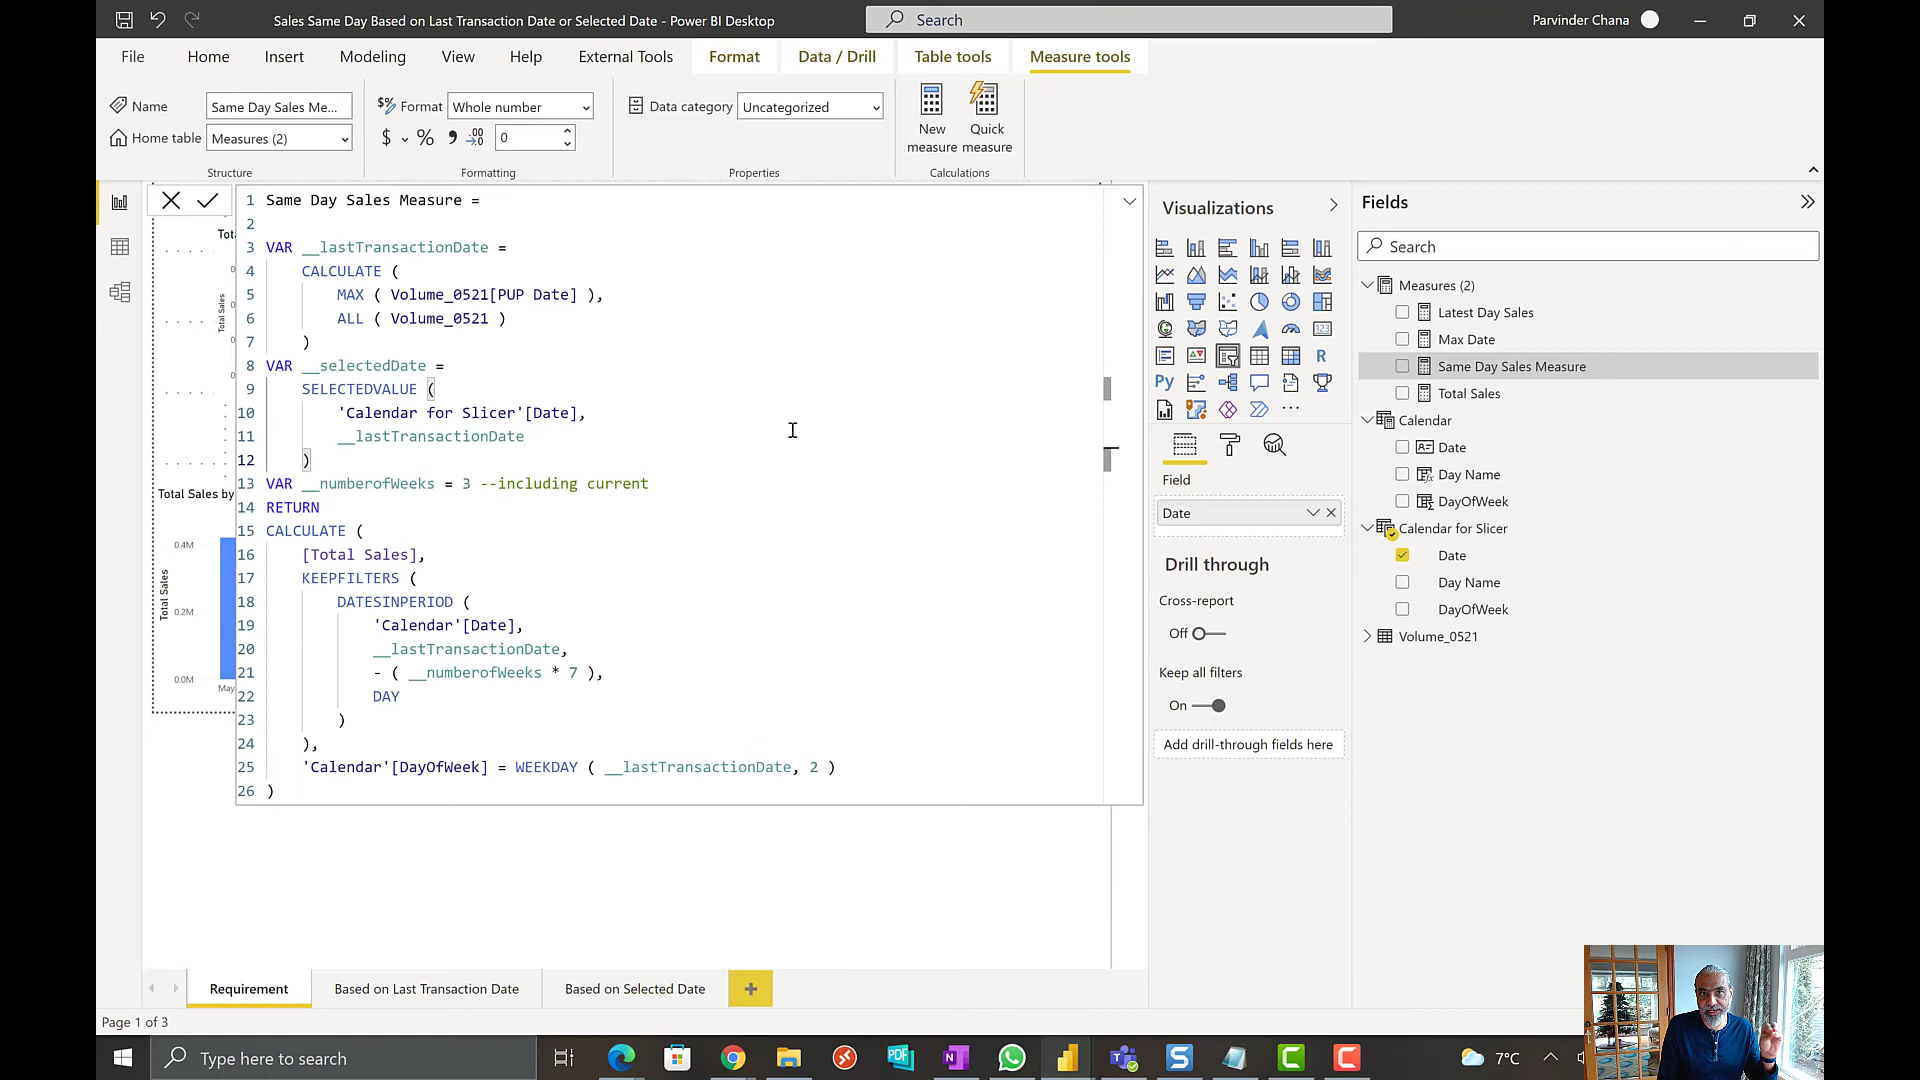 Sales Same Day Based on Last Transaction Date or Selected Date - Power BI Desktop
Search
Parvinder Chana
File
Home
Insert
Modeling
View
Help
External Tools
Format
Data / Drill
Table tools
Measure tools
Name
Same Day Sales Me...
Home table
Measures (2)
Structure
Format
Whole number
$ % 0
Formatting
Data category
Uncategorized
Properties
New measure
Quick measure
Calculations
1 Same Day Sales Measure =
2
3 VAR __lastTransactionDate =
4 CALCULATE (
5 MAX ( Volume_0521[PUP Date] ),
6 ALL ( Volume_0521 )
7 )
8 VAR __selectedDate =
9 SELECTEDVALUE (
10 'Calendar for Slicer'[Date],
11 __lastTransactionDate
12 )
13 VAR __numberofWeeks = 3 --including current
14 RETURN
15 CALCULATE (
16 [Total Sales],
17 KEEPFILTERS (
18 DATESINPERIOD (
19 'Calendar'[Date],
20 __lastTransactionDate,
21 - ( __numberofWeeks * 7 ),
22 DAY
23 )
24 ),
25 'Calendar'[DayOfWeek] = WEEKDAY ( __lastTransactionDate, 2 )
26 )
Total Sales
Total Sales by
0.4M
0.2M
0.0M
Total Sales
May
Visualizations
Field
Date
Drill through
Cross-report
Off
Keep all filters
On
Add drill-through fields here
Fields
Search
Measures (2)
Latest Day Sales
Max Date
Same Day Sales Measure
Total Sales
Calendar
Date
Day Name
DayOfWeek
Calendar for Slicer
Date
Day Name
DayOfWeek
Volume_0521
Requirement
Based on Last Transaction Date
Based on Selected Date
Page 1 of 3
Type here to search
7°C